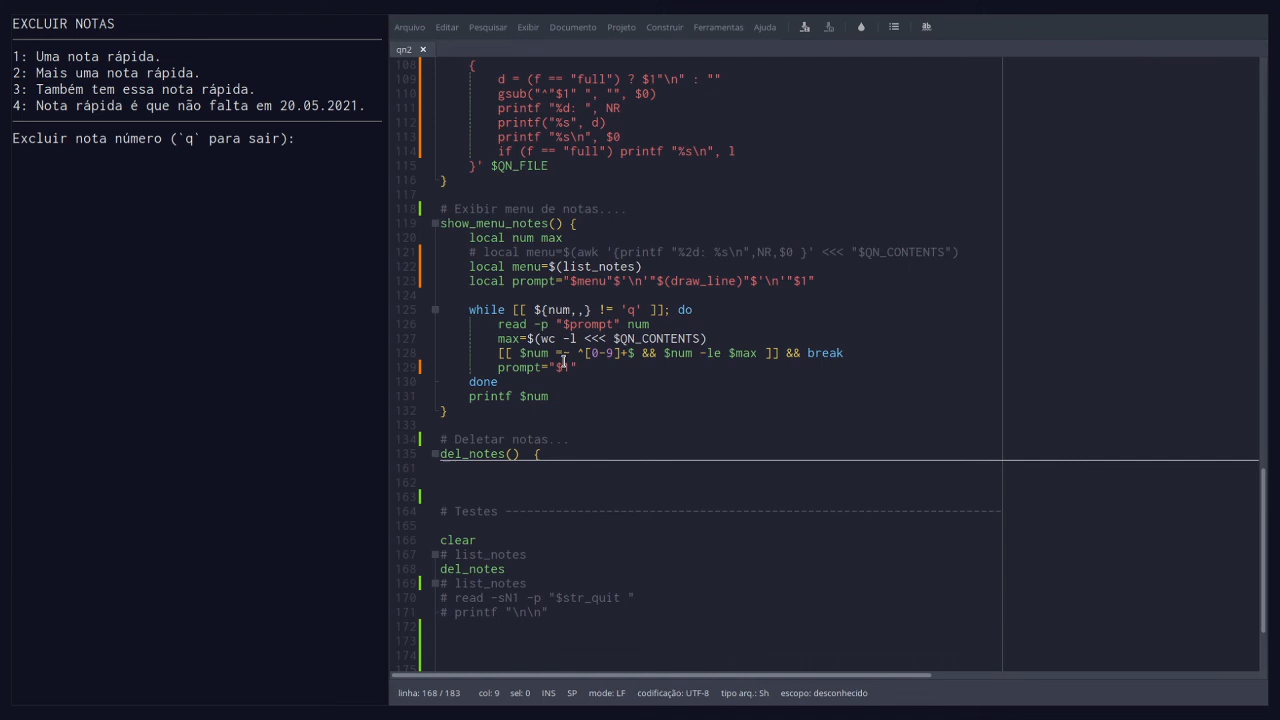 EXCLUIR NOTAS
1: Uma nota rápida.
2: Mais uma nota rápida.
3: Também tem essa nota rápida.
4: Nota rápida é que não falta em 20.05.2021.
Excluir nota número (`q` para sair):
Arquivo Editar Pesquisar Exibir Documento Projeto Construir Ferramentas Ajuda
qn2 ×
108 {
109 d = (f == "full") ? $1"\n" : ""
110 gsub("^"$1" ", "", $0)
111 printf "%d: ", NR
112 printf("%s", d)
113 printf "%s\n", $0
114 if (f == "full") printf "%s\n", l
115 }' $QN_FILE
116 }
117
118 # Exibir menu de notas....
119 show_menu_notes() {
120 local num max
121 # local menu=$(awk '{printf "%2d: %s\n",NR,$0 }' <<< "$QN_CONTENTS")
122 local menu=$(list_notes)
123 local prompt="$menu"$'\n'"$(draw_line)"$'\n'"$1"
124
125 while [[ ${num,,} != 'q' ]]; do
126 read -p "$prompt" num
127 max=$(wc -l <<< $QN_CONTENTS)
128 [[ $num =~ ^[0-9]+$ && $num -le $max ]] && break
129 prompt="$1"
130 done
131 printf $num
132 }
133
134 # Deletar notas...
135 del_notes() {
161
162
163
164 # Testes --------------------------------------------------------------------
165
166 clear
167 # list_notes
168 del_notes
169 # list_notes
170 # read -sN1 -p "$str_quit "
171 # printf "\n\n"
172
173
174
175
linha: 168 / 183 col: 9 sel: 0 INS SP mode: LF codificação: UTF-8 tipo arq.: Sh escopo: desconhecido